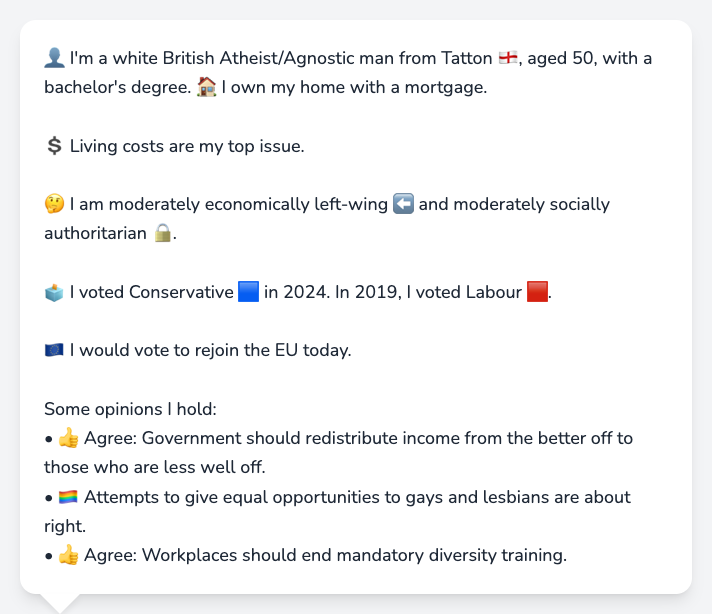 👤 I'm a white British Atheist/Agnostic man from Tatton 🏴󠁧󠁢󠁥󠁮󠁧󠁿, aged 50, with a
bachelor's degree. 🏠 I own my home with a mortgage.
💲 Living costs are my top issue.
🤔 I am moderately economically left-wing ⬅️ and moderately socially
authoritarian 🔒.
🗳️ I voted Conservative 🟦 in 2024. In 2019, I voted Labour 🟥.
🇪🇺 I would vote to rejoin the EU today.
Some opinions I hold:
• 👍 Agree: Government should redistribute income from the better off to
those who are less well off.
• 🏳️‍🌈 Attempts to give equal opportunities to gays and lesbians are about
right.
• 👍 Agree: Workplaces should end mandatory diversity training.